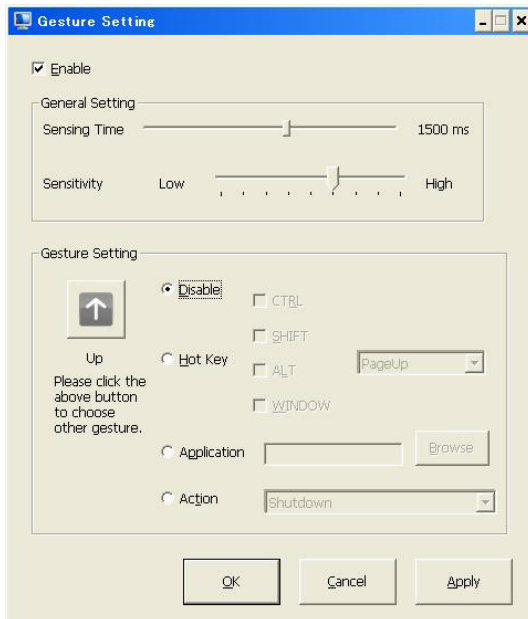 Gesture Setting
Enable
General Setting
Sensing Time 1500 ms
Sensitivity Low High
Gesture Setting
Disable
CTRL
SHIFT
Up
Hot Key
ALT
PageUp
Please click the
above button
to choose
other gesture.
WINDOW
Application
Browse
Action
Shutdown
OK Cancel Apply